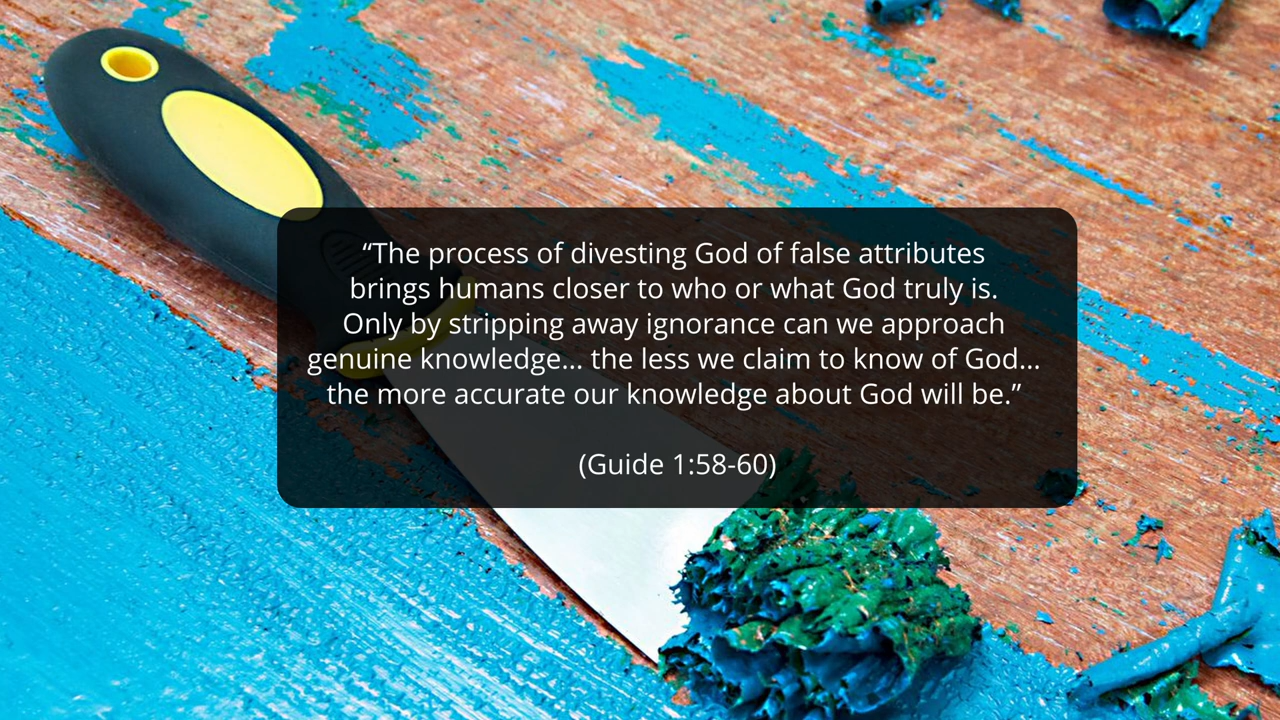 “The process of divesting God of false attributes
brings humans closer to who or what God truly is.
Only by stripping away ignorance can we approach
genuine knowledge... the less we claim to know of God...
the more accurate our knowledge about God will be.”
(Guide 1:58-60)